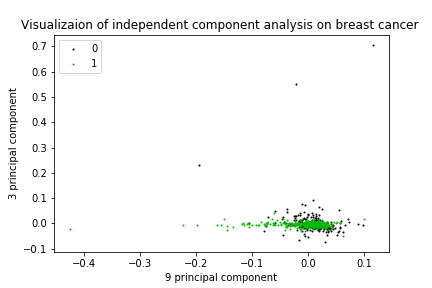 Visualizaion of independent component analysis on breast cancer
0
1
0.7
0.6
0.5
0.4
0.3
0.2
0.1
0.0
−0.1
3 principal component
−0.4 −0.3 −0.2 −0.1 0.0 0.1
9 principal component